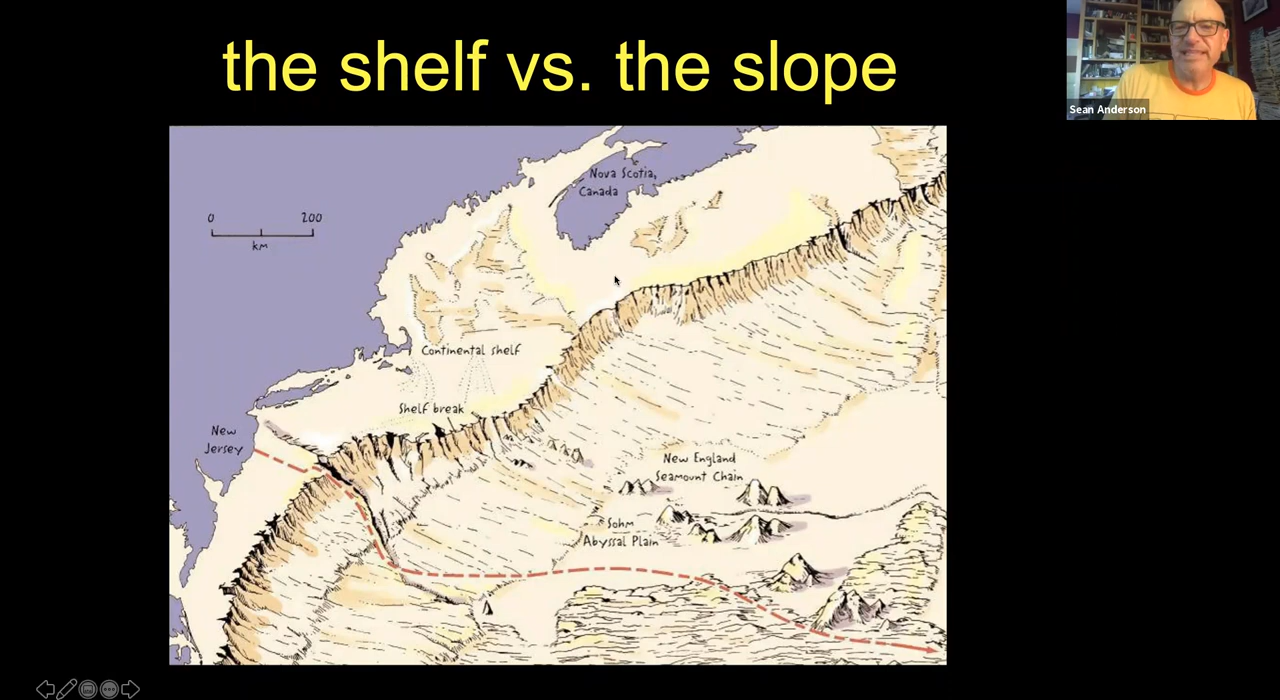 the shelf vs. the slope
Sean Anderson
Nova Scotia,
Canada
0 200
km
Continental shelf
Shelf break
New
Jersey
New England
Seamount Chain
Sohm
Abyssal Plain